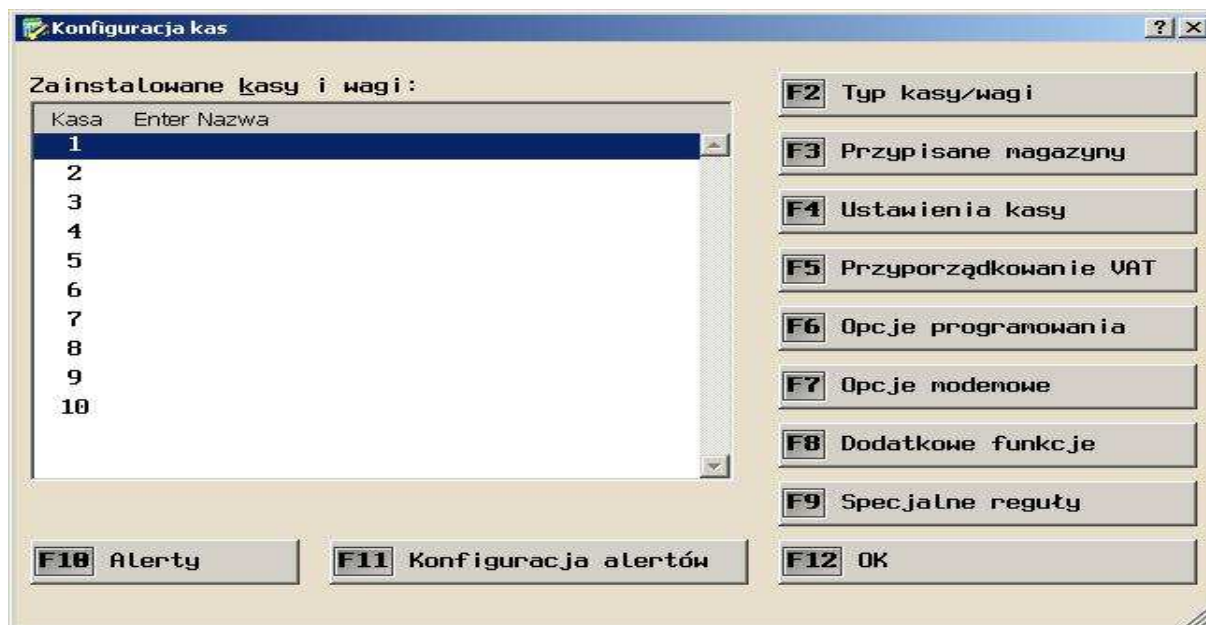 Konfiguracja kas
Zainstalowane kasy i wagi:
Kasa Enter Nazwa
1
2
3
4
5
6
7
8
9
10
F2 Typ kasy/wagi
F3 Przypisane magazyny
F4 Ustawienia kasy
F5 Przyporządkowanie VAT
F6 Opcje programowania
F7 Opcje modemowe
F8 Dodatkowe funkcje
F9 Specjalne reguły
F10 Alerty
F11 Konfiguracja alertów
F12 OK